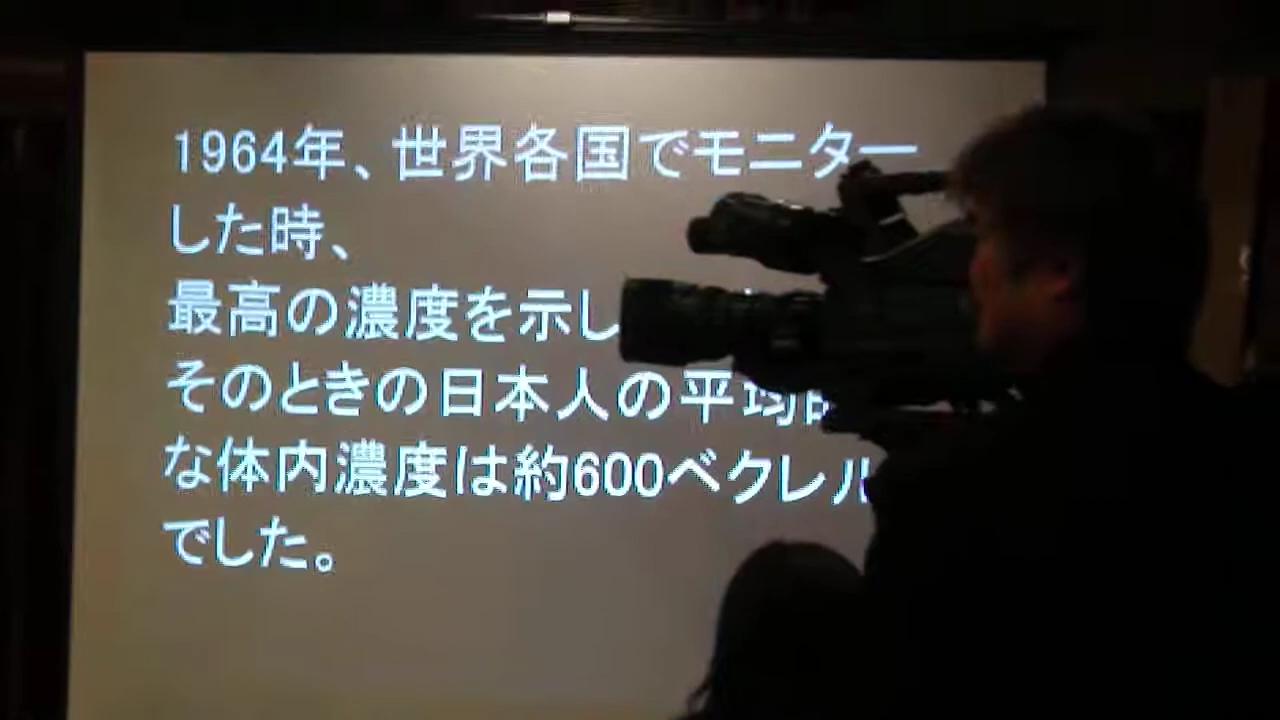 1964年、世界各国でモニター
した時、
最高の濃度を示し
そのときの日本人の平均
な体内濃度は約600ベクレル
でした。